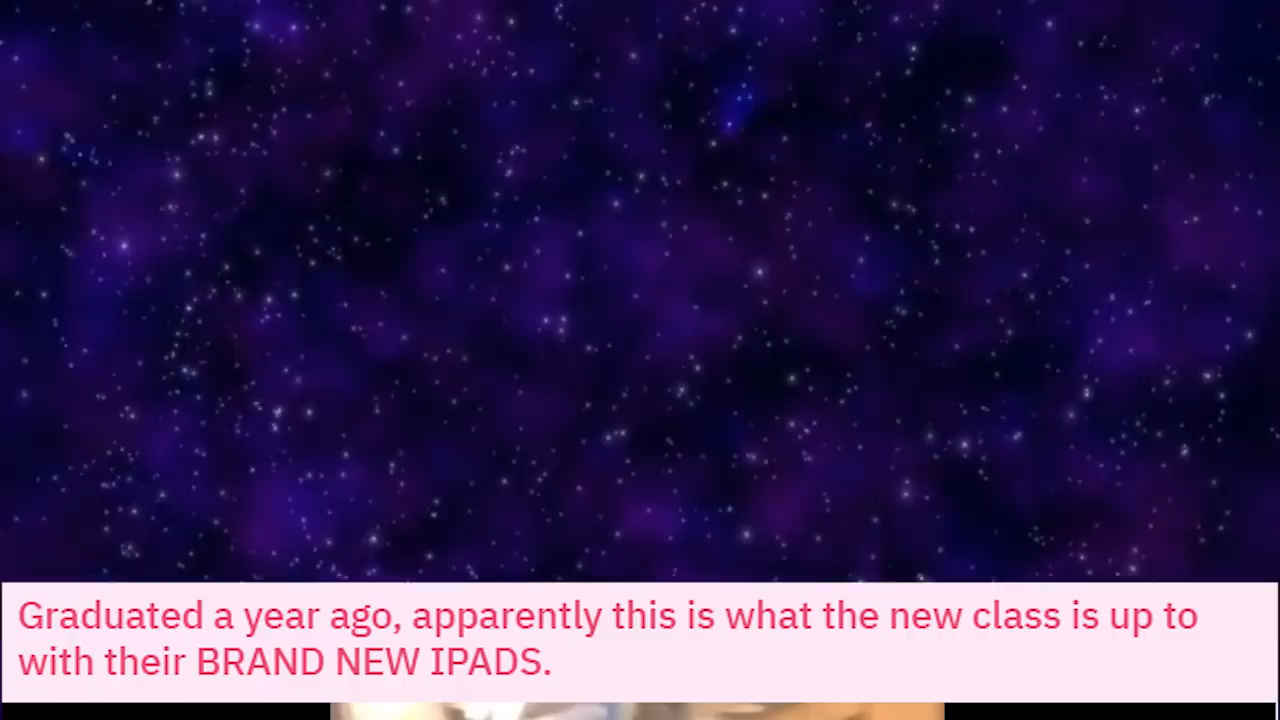 Graduated a year ago, apparently this is what the new class is up to
with their BRAND NEW IPADS.